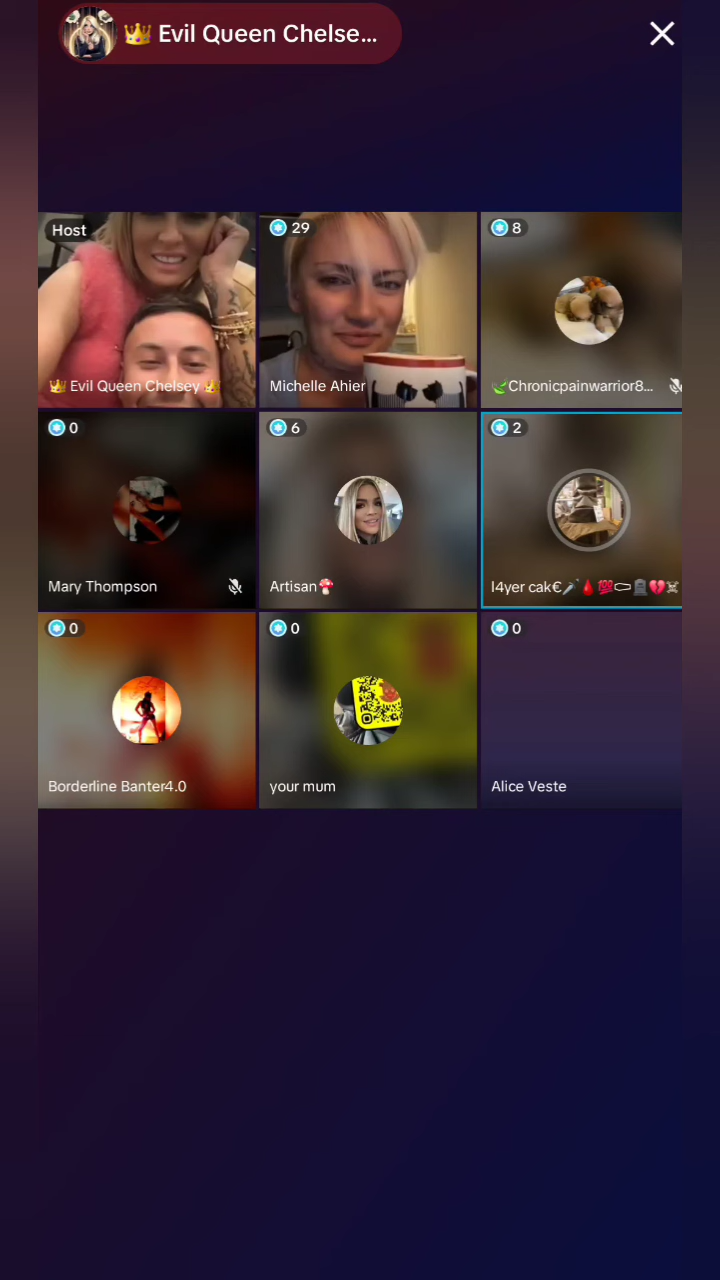 👑 Evil Queen Chelse...
Host
👑 Evil Queen Chelsey 👑
29
Michelle Ahier
8
🌿Chronicpainwarrior8...
0
Mary Thompson
6
Artisan🍄
2
l4yer cak€🗡️🩸💯⚰️🪦💔☠️
0
Borderline Banter4.0
0
your mum
0
Alice Veste